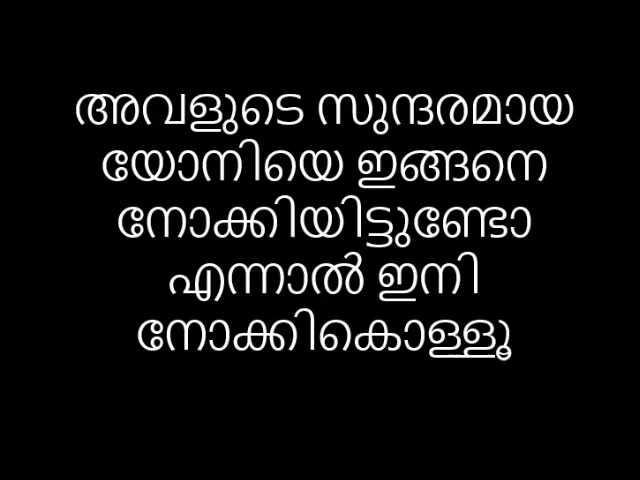 അവളുടെ സുന്ദരമായ
യോനിയെ ഇങ്ങനെ
നോക്കിയിട്ടുണ്ടോ
എന്നാൽ ഇനി
നോക്കികൊള്ളൂ